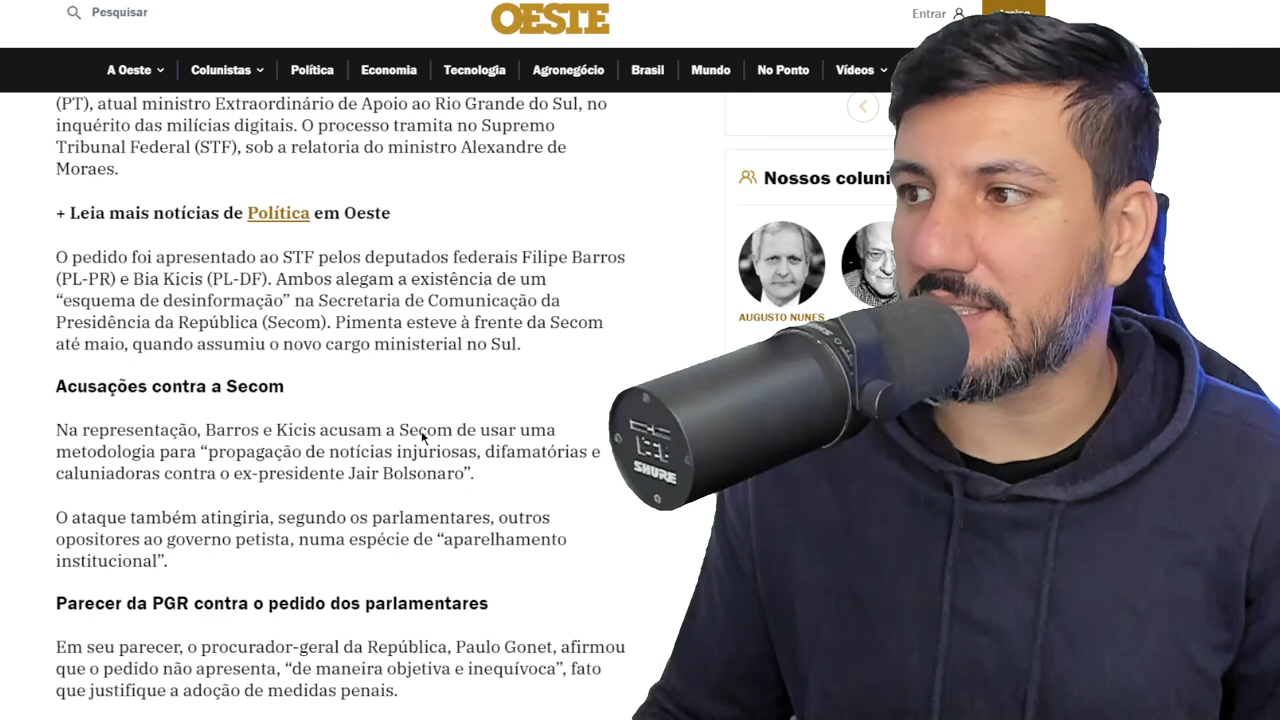 Pesquisar
OESTE
Entrar
A Oeste
Colunistas
Política
Economia
Tecnologia
Agronegócio
Brasil
Mundo
No Ponto
Vídeos
(PT), atual ministro Extraordinário de Apoio ao Rio Grande do Sul, no
inquérito das milícias digitais. O processo tramita no Supremo
Tribunal Federal (STF), sob a relatoria do ministro Alexandre de
Moraes.
+ Leia mais notícias de Política em Oeste
O pedido foi apresentado ao STF pelos deputados federais Filipe Barros
(PL-PR) e Bia Kicis (PL-DF). Ambos alegam a existência de um
“esquema de desinformação” na Secretaria de Comunicação da
Presidência da República (Secom). Pimenta esteve à frente da Secom
até maio, quando assumiu o novo cargo ministerial no Sul.
Acusações contra a Secom
Na representação, Barros e Kicis acusam a Secom de usar uma
metodologia para “propagação de notícias injuriosas, difamatórias e
caluniadoras contra o ex-presidente Jair Bolsonaro”.
O ataque também atingiria, segundo os parlamentares, outros
opositores ao governo petista, numa espécie de “aparelhamento
institucional”.
Parecer da PGR contra o pedido dos parlamentares
Em seu parecer, o procurador-geral da República, Paulo Gonet, afirmou
que o pedido não apresenta, “de maneira objetiva e inequívoca”, fato
que justifique a adoção de medidas penais.
Nossos coluni
AUGUSTO NUNES
SHURE